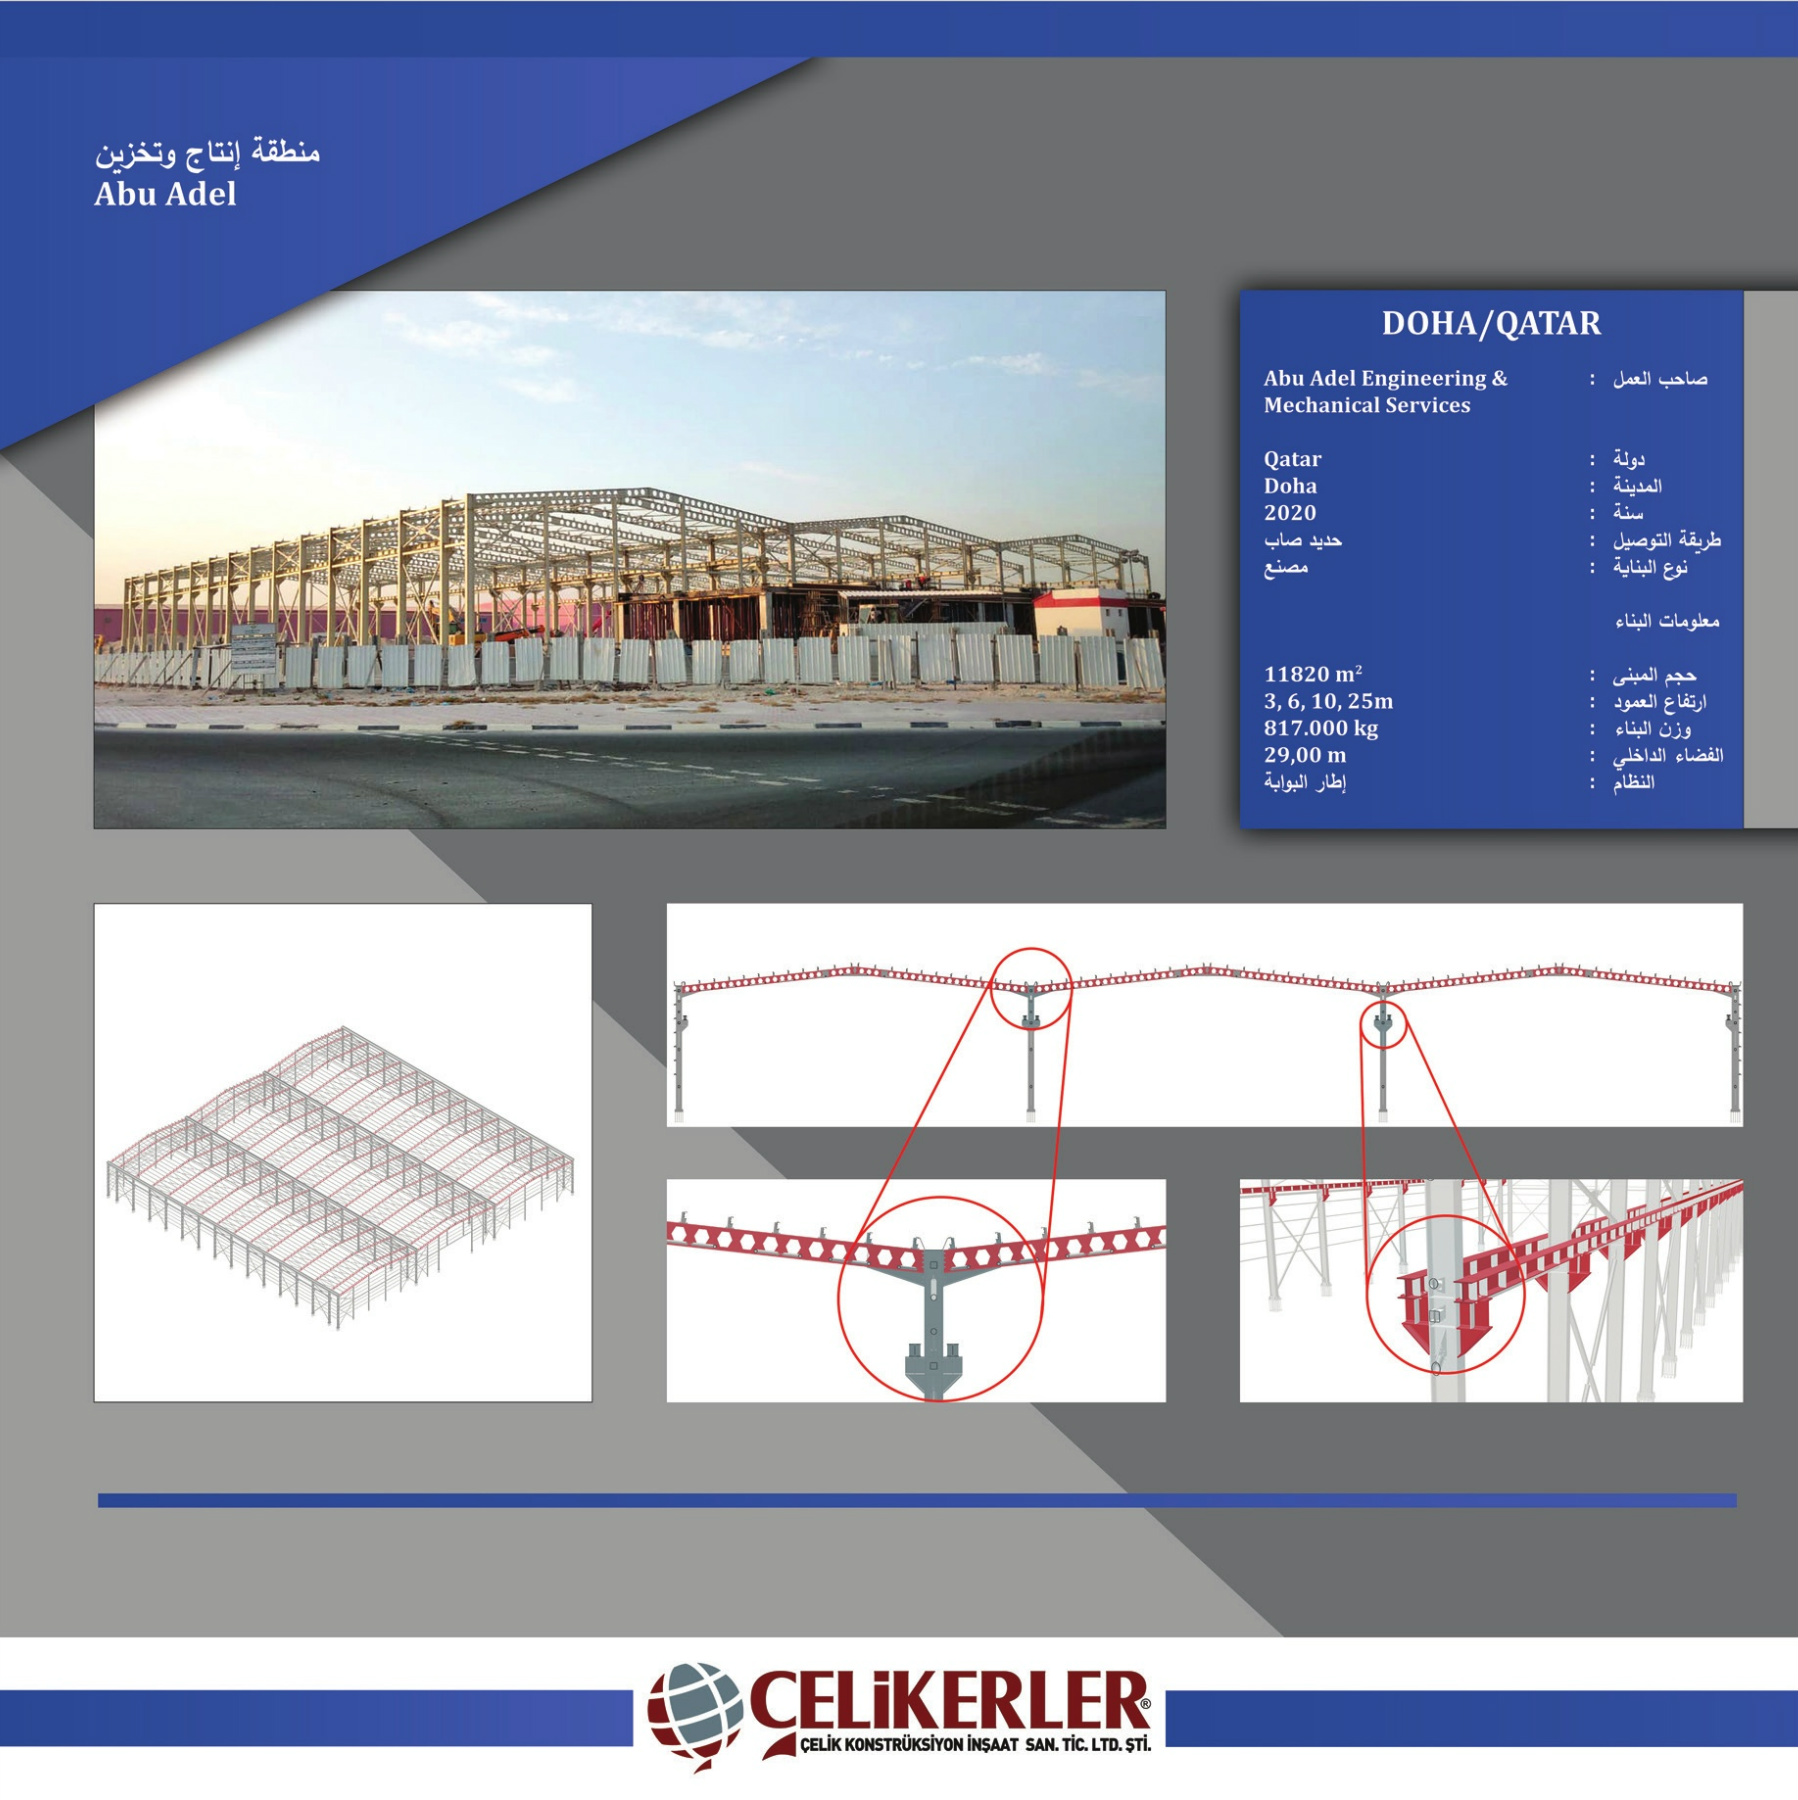 منطقة إنتاج وتخزين
Abu Adel
DOHA/QATAR
صاحب العمل : Abu Adel Engineering &
Mechanical Services
دولة : Qatar
المدينة : Doha
سنة : 2020
طريقة التوصيل : حديد صاب
نوع البناية : مصنع
معلومات البناء
حجم المبنى : 11820 m²
ارتفاع العمود : 3, 6, 10, 25m
وزن البناء : 817.000 kg
الفضاء الداخلي : 29,00 m
النظام : إطار البوابة
ÇELiKERLER®
ÇELİK KONSTRÜKSİYON İNŞAAT SAN. TİC. LTD. ŞTİ.